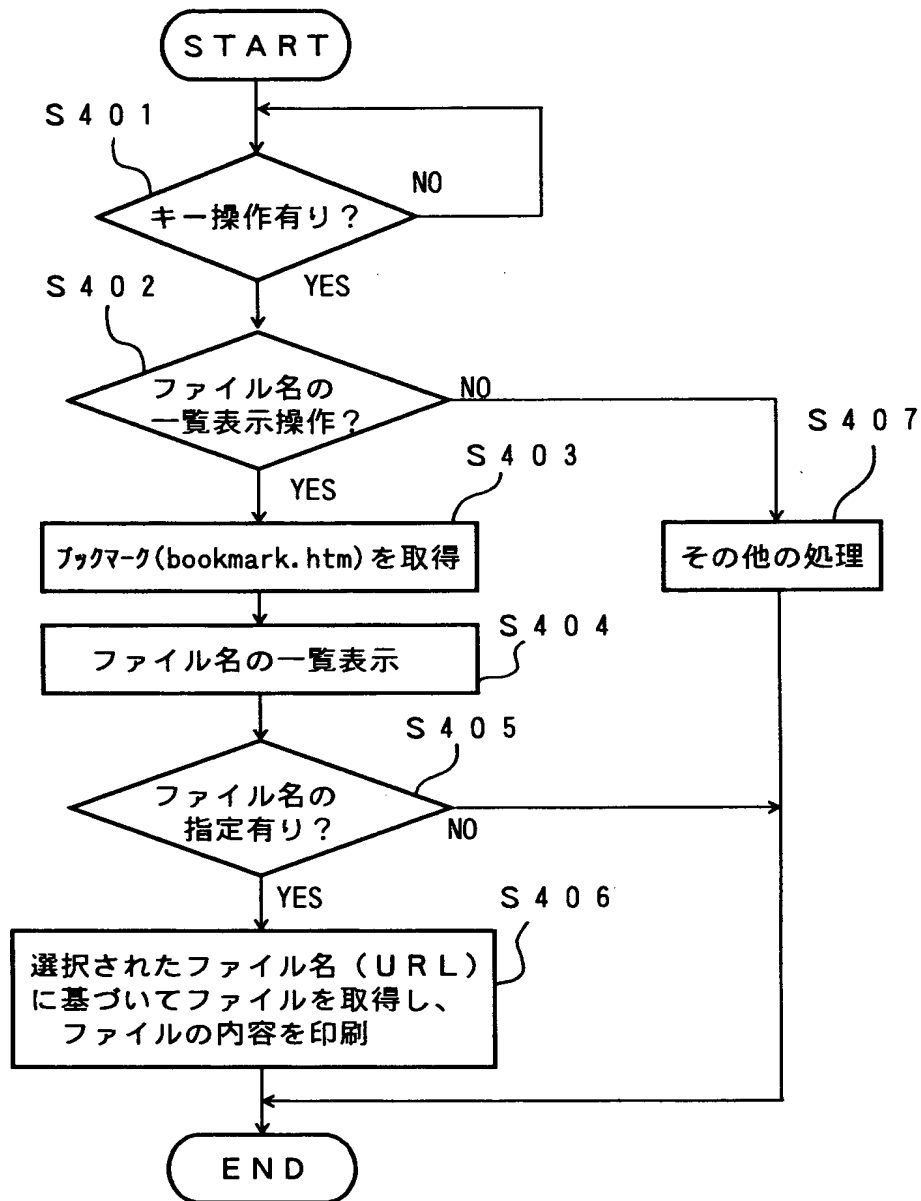 START
S401
NO
キー操作有り？
YES
S402
ファイル名の
一覧表示操作？
NO
S407
YES
S403
ﾌﾞｯｸﾏｰｸ(bookmark.htm)を取得
その他の処理
S404
ファイル名の一覧表示
S405
ファイル名の
指定有り？
NO
YES
S406
選択されたファイル名（URL）
に基づいてファイルを取得し、
ファイルの内容を印刷
END